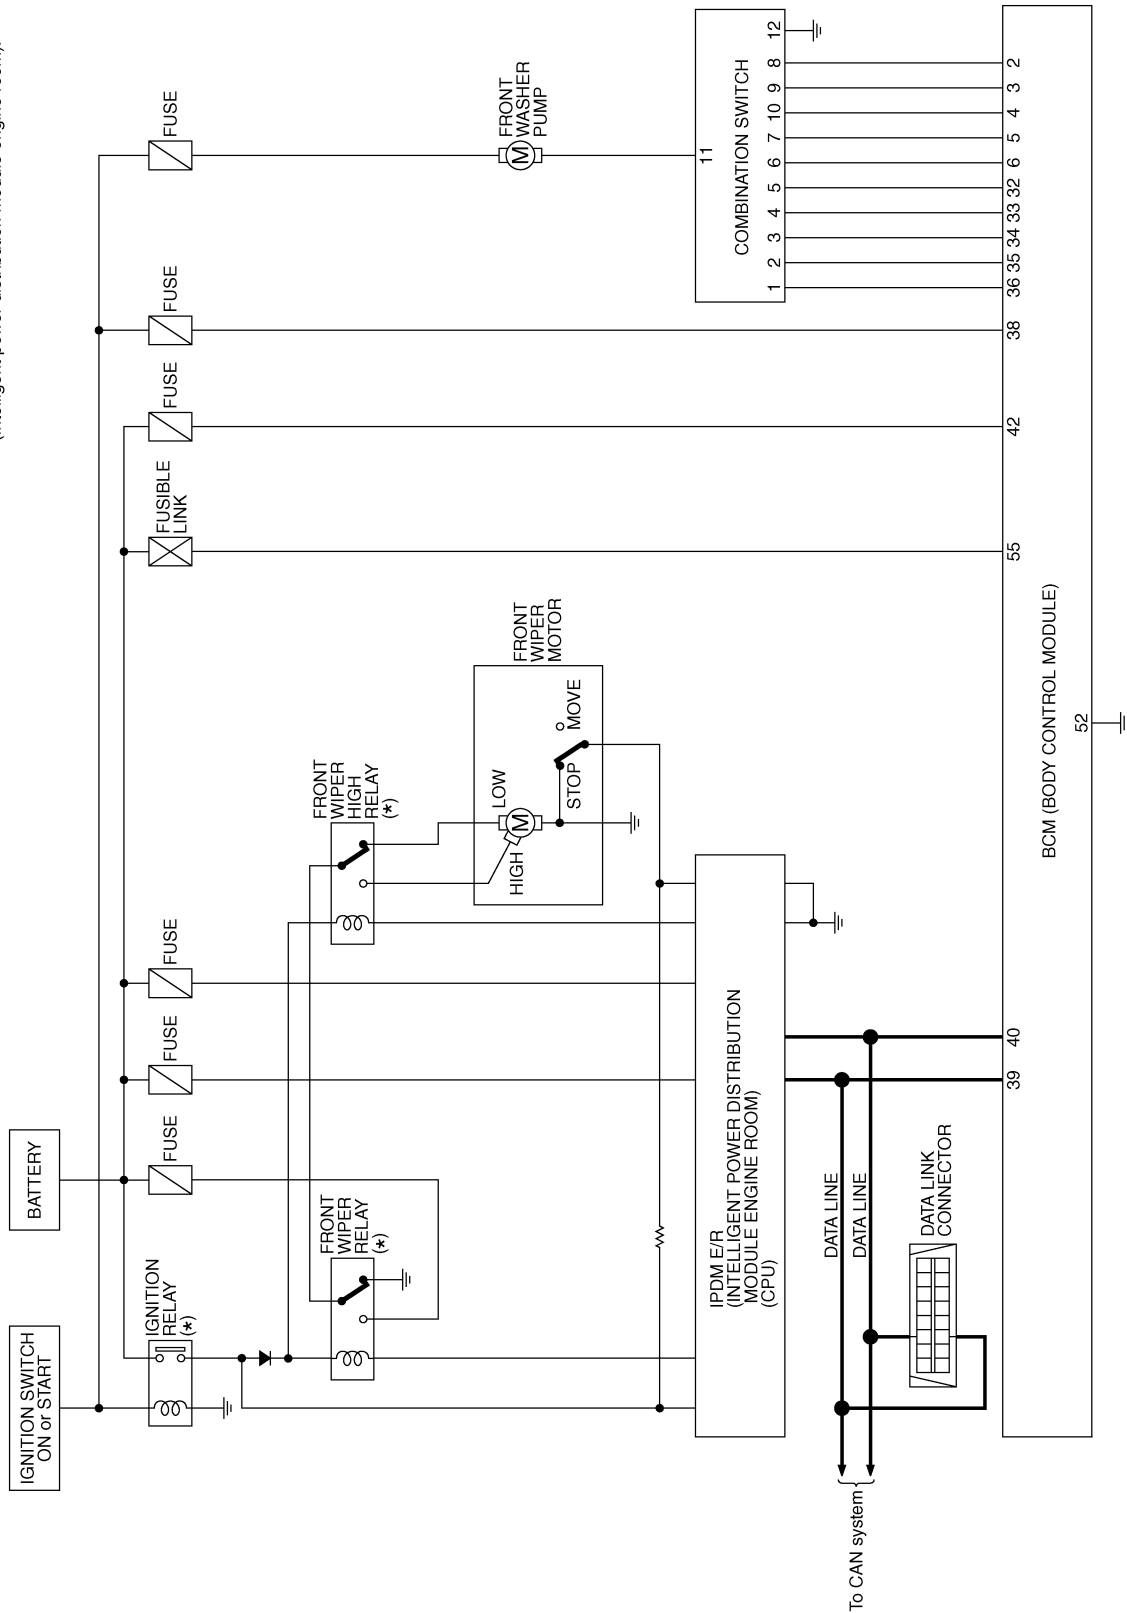 IGNITION SWITCH
ON or START
BATTERY
IGNITION
RELAY
(*)
FUSE
FUSE
FUSE
FUSIBLE
LINK
FUSE
FUSE
FUSE
FRONT
WIPER
RELAY
(*)
FRONT
WIPER
HIGH
RELAY
(*)
FRONT
WIPER
MOTOR
LOW
HIGH
M
STOP
MOVE
FRONT
WASHER
PUMP
M
11
COMBINATION SWITCH
1 2 3 4 5 6 7 10 9 8 12
IPDM E/R
(INTELLIGENT POWER DISTRIBUTION
MODULE ENGINE ROOM)
(CPU)
DATA LINE
DATA LINE
DATA LINK
CONNECTOR
To CAN system
39 40 55 42 38 36 35 34 33 32 6 5 4 3 2
BCM (BODY CONTROL MODULE)
52